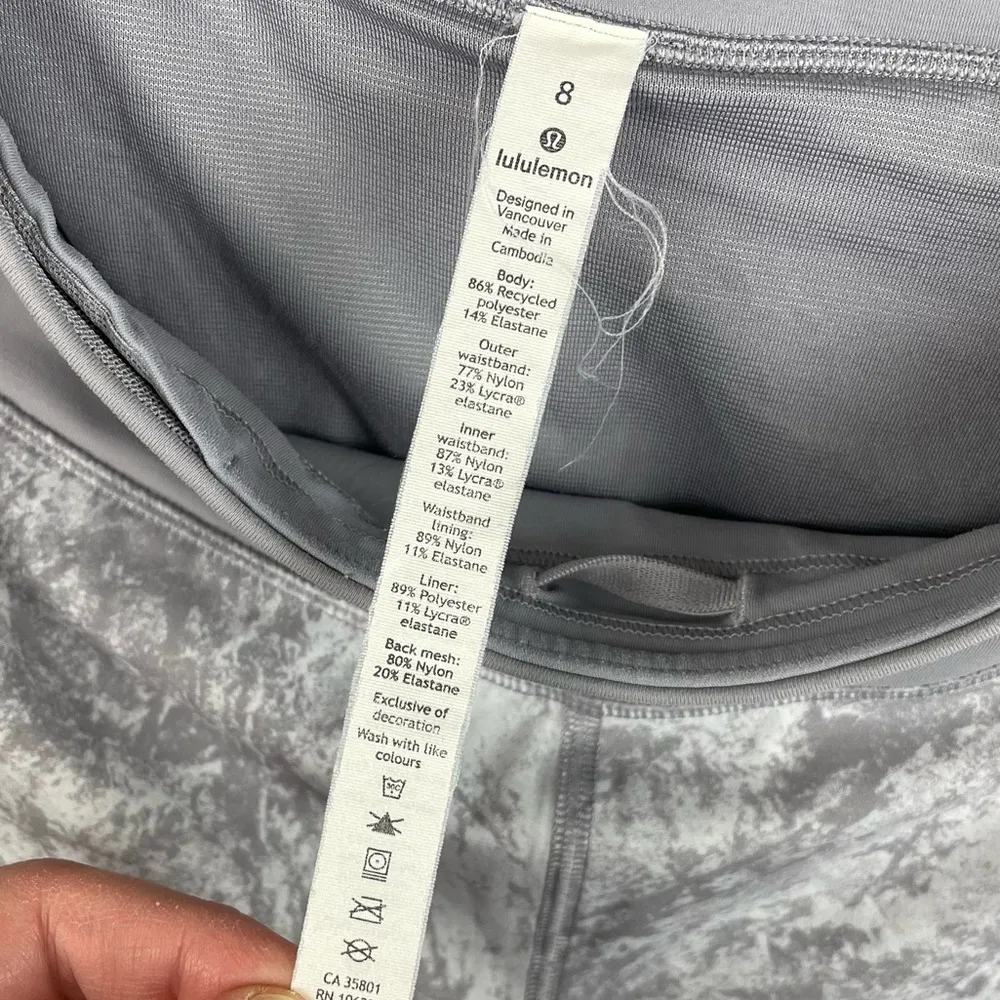 8
lululemon
Designed in
Vancouver
Made in
Cambodia
Body:
86% Recycled
polyester
14% Elastane
Outer
waistband:
77% Nylon
23% Lycra®
elastane
Inner
waistband:
87% Nylon
13% Lycra®
elastane
Waistband
lining:
89% Nylon
11% Elastane
Liner:
89% Polyester
11% Lycra®
elastane
Back mesh:
80% Nylon
20% Elastane
Exclusive of
decoration
Wash with like
colours
30C
CA 35801
RN